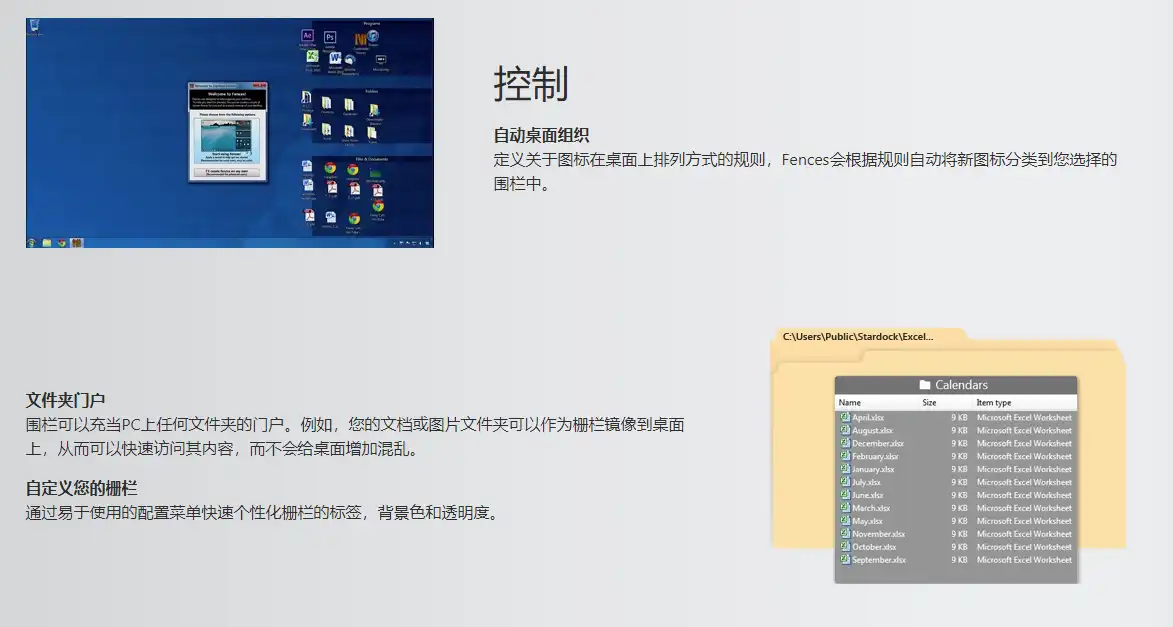 Programs
Welcome to Fences!
Folders
Files & Documents
控制
自动桌面组织
定义关于图标在桌面上排列方式的规则，Fences会根据规则自动将新图标分类到您选择的
围栏中。
文件夹门户
围栏可以充当PC上任何文件夹的门户。例如，您的文档或图片文件夹可以作为栅栏镜像到桌面
上，从而可以快速访问其内容，而不会给桌面增加混乱。
自定义您的栅栏
通过易于使用的配置菜单快速个性化栅栏的标签，背景色和透明度。
C:\Users\Public\Stardock\Excel...
Calendars
Name Size Item type
April.xlsx 9 KB Microsoft Excel Worksheet
August.xlsx 9 KB Microsoft Excel Worksheet
December.xlsx 9 KB Microsoft Excel Worksheet
February.xlsx 9 KB Microsoft Excel Worksheet
January.xlsx 9 KB Microsoft Excel Worksheet
July.xlsx 9 KB Microsoft Excel Worksheet
June.xlsx 9 KB Microsoft Excel Worksheet
March.xlsx 9 KB Microsoft Excel Worksheet
May.xlsx 9 KB Microsoft Excel Worksheet
November.xlsx 9 KB Microsoft Excel Worksheet
October.xlsx 9 KB Microsoft Excel Worksheet
September.xlsx 9 KB Microsoft Excel Worksheet